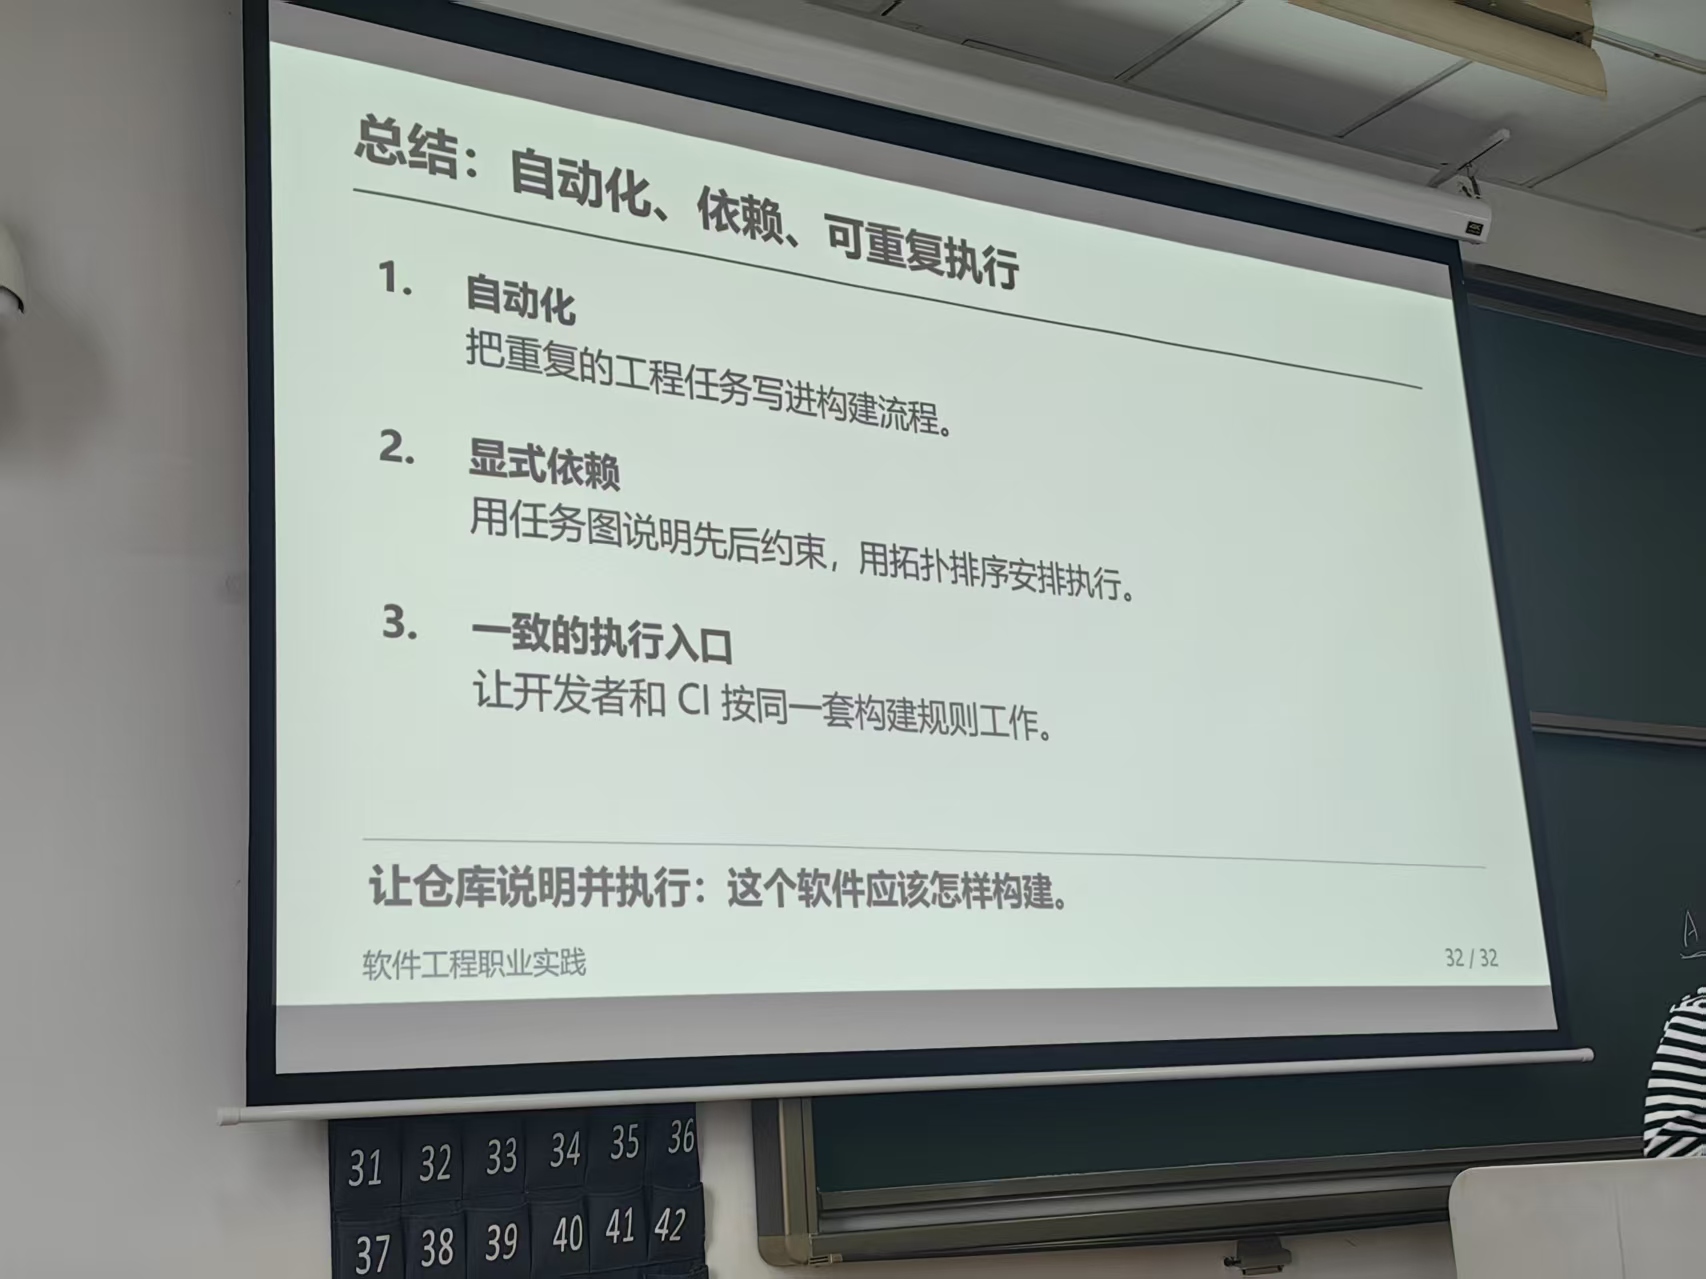 总结：自动化、依赖、可重复执行
1. 自动化
把重复的工程任务写进构建流程。
2. 显式依赖
用任务图说明先后约束，用拓扑排序安排执行。
3. 一致的执行入口
让开发者和 CI 按同一套构建规则工作。
让仓库说明并执行：这个软件应该怎样构建。
软件工程职业实践
32 / 32
31 32 33 34 35 36
37 38 39 40 41 42
A